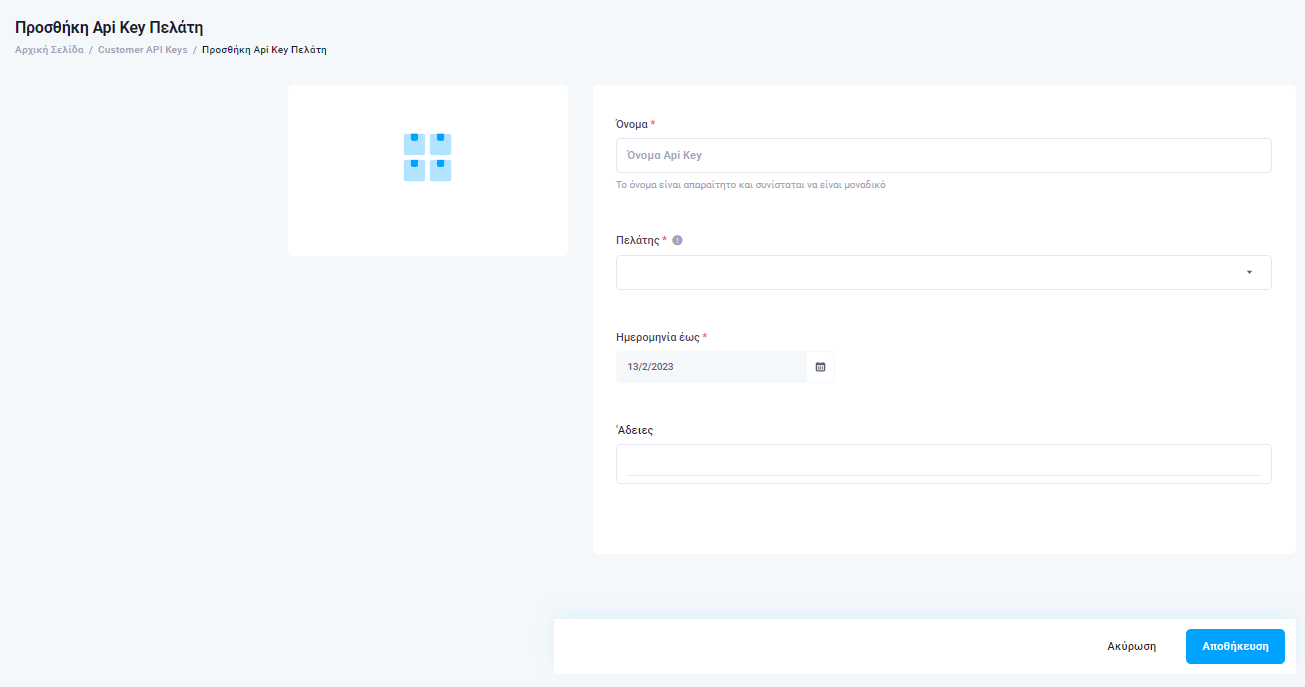 Προσθήκη Api Key Πελάτη
Αρχική Σελίδα / Customer API Keys / Προσθήκη Api Key Πελάτη
Όνομα *
Όνομα Api Key
Το όνομα είναι απαραίτητο και συνίσταται να είναι μοναδικό
Πελάτης *
Ημερομηνία έως *
13/2/2023
Άδειες
Ακύρωση
Αποθήκευση